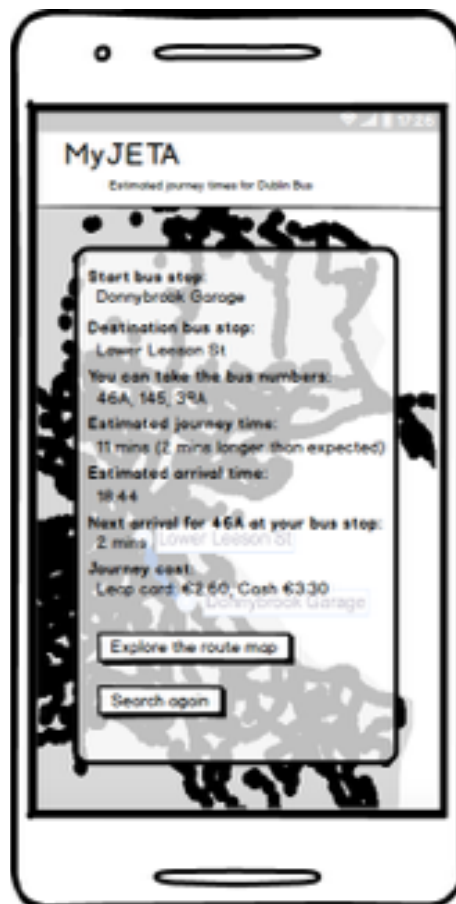 17:26
MyJETA
Estimated journey times for Dublin Bus
Start bus stop:
Donnybrook Garage
Destination bus stop:
Lower Leeson St
You can take the bus numbers:
46A, 145, 39A
Estimated journey time:
11 mins (2 mins longer than expected)
Estimated arrival time:
18:44
Next arrival for 46A at your bus stop:
2 mins
Lower Leeson St
Journey cost:
Leap card: €2.60, Cash €3.30
Donnybrook Garage
Explore the route map
Search again